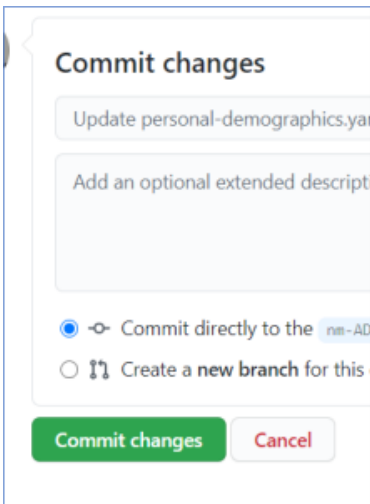 Commit changes
Update personal-demographics.ya
Add an optional extended descripti
Commit directly to the nm-AD
Create a new branch for this
Commit changes
Cancel